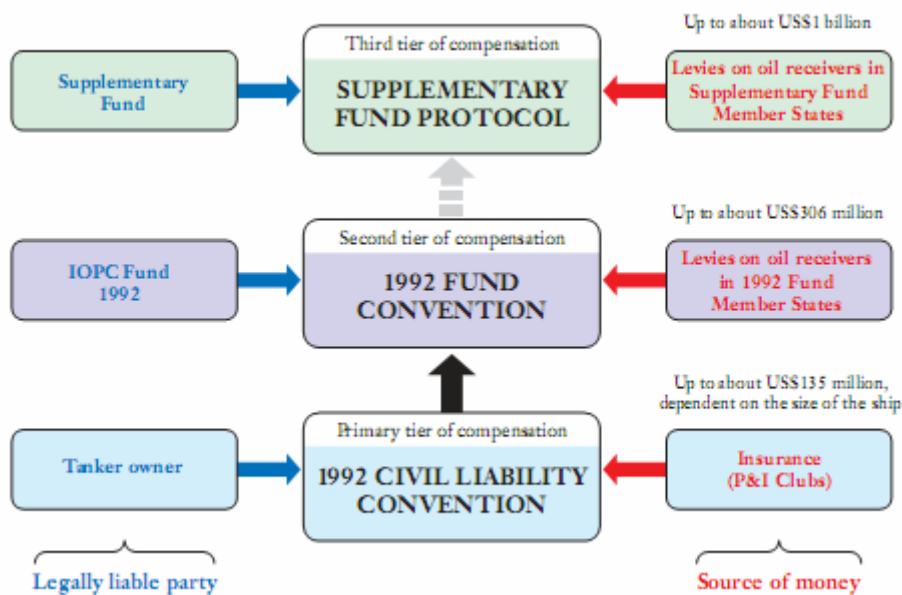 Up to about US$1 billion
Third tier of compensation
Supplementary
Fund
SUPPLEMENTARY
FUND PROTOCOL
Levies on oil receivers in
Supplementary Fund
Member States
Up to about US$306 million
Second tier of compensation
IOPC Fund
1992
1992 FUND
CONVENTION
Levies on oil receivers
in 1992 Fund
Member States
Up to about US$135 million,
dependent on the size of the ship
Primary tier of compensation
Tanker owner
1992 CIVIL LIABILITY
CONVENTION
Insurance
(P&I Clubs)
Legally liable party
Source of money